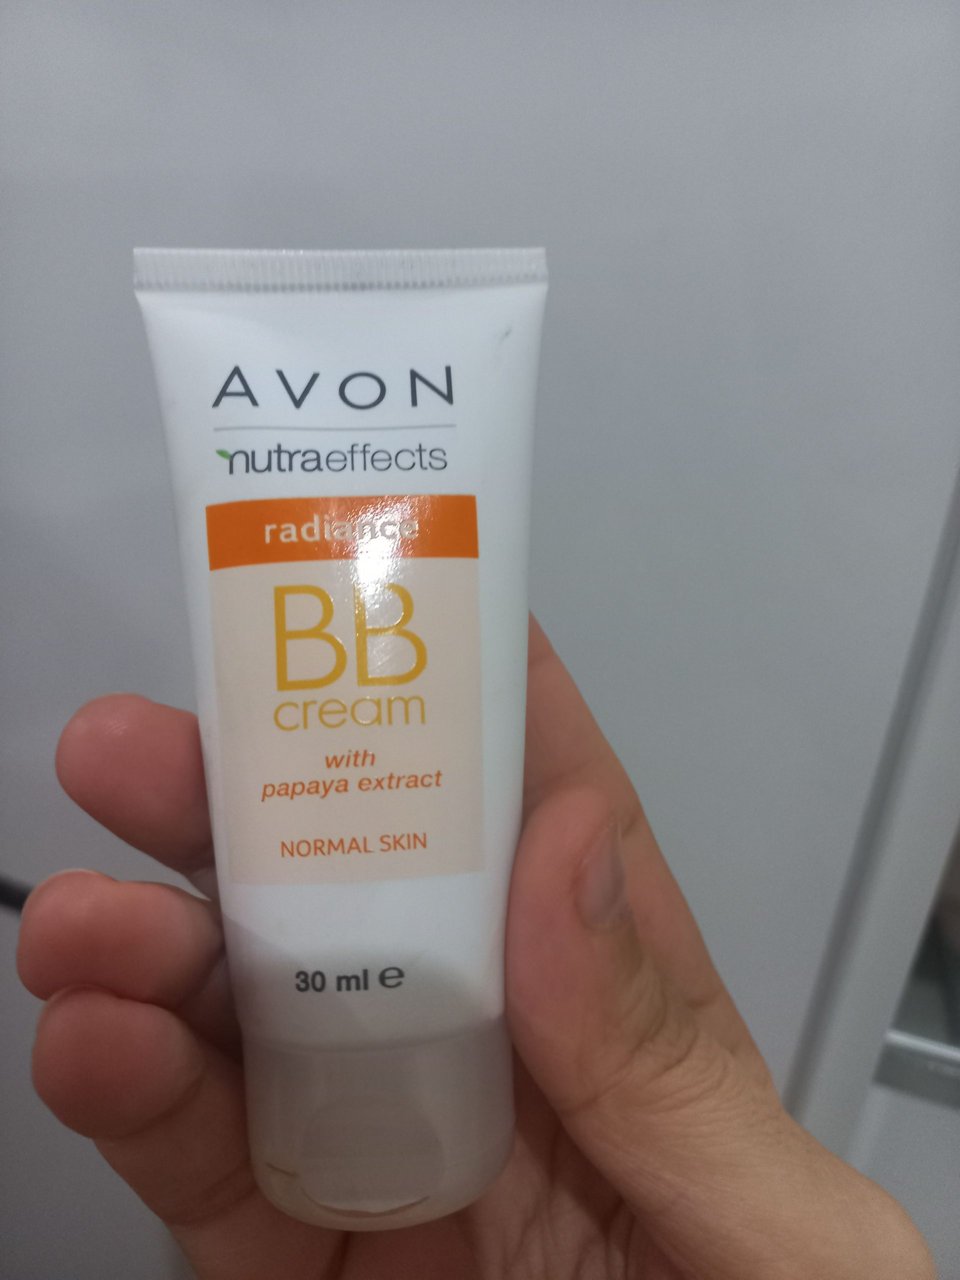 AVON
nutraeffects
radiance
BB
cream
with
papaya extract
NORMAL SKIN
30 ml ℮